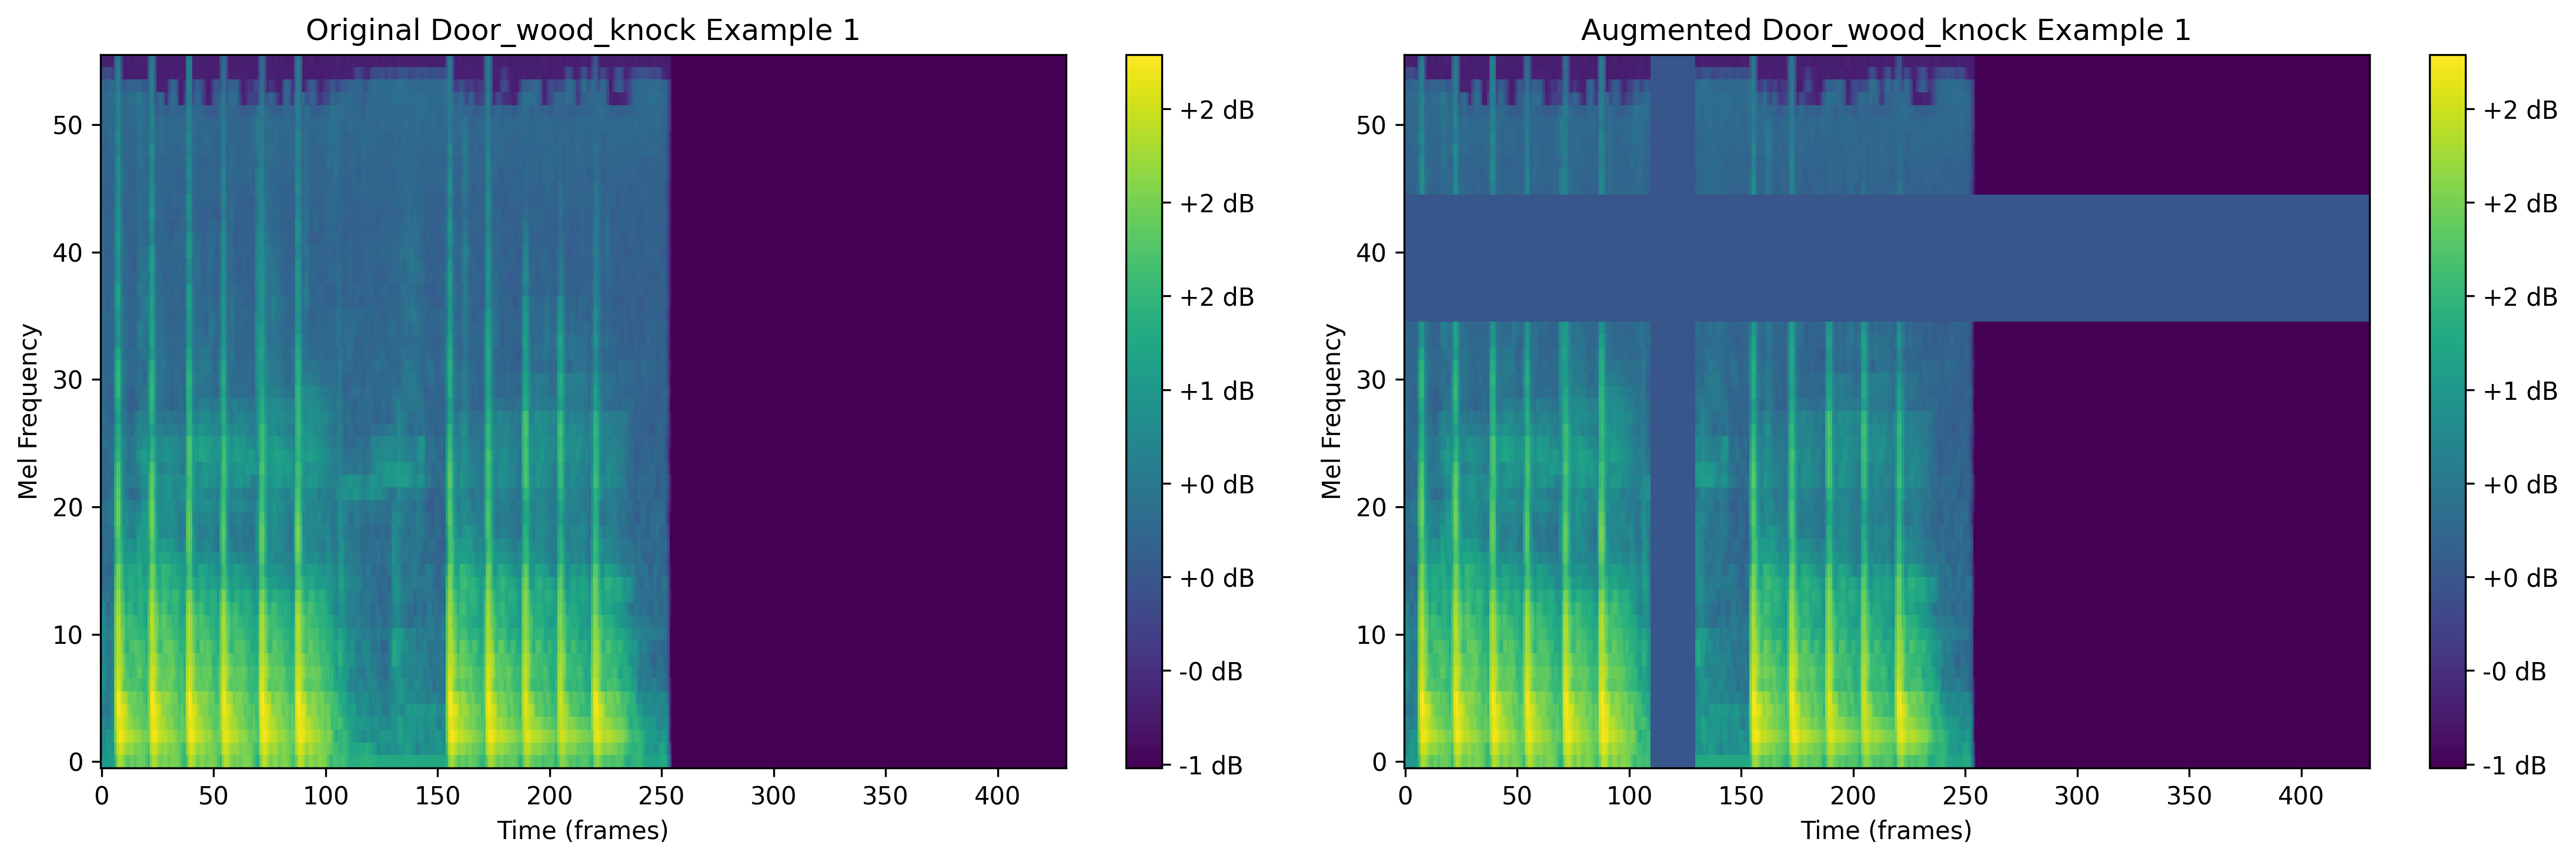 Original Door_wood_knock Example 1
Mel Frequency
50
40
30
20
10
0
0 50 100 150 200 250 300 350 400
Time (frames)
+2 dB
+2 dB
+2 dB
+1 dB
+0 dB
+0 dB
-0 dB
-1 dB
Augmented Door_wood_knock Example 1
Mel Frequency
50
40
30
20
10
0
0 50 100 150 200 250 300 350 400
Time (frames)
+2 dB
+2 dB
+2 dB
+1 dB
+0 dB
+0 dB
-0 dB
-1 dB